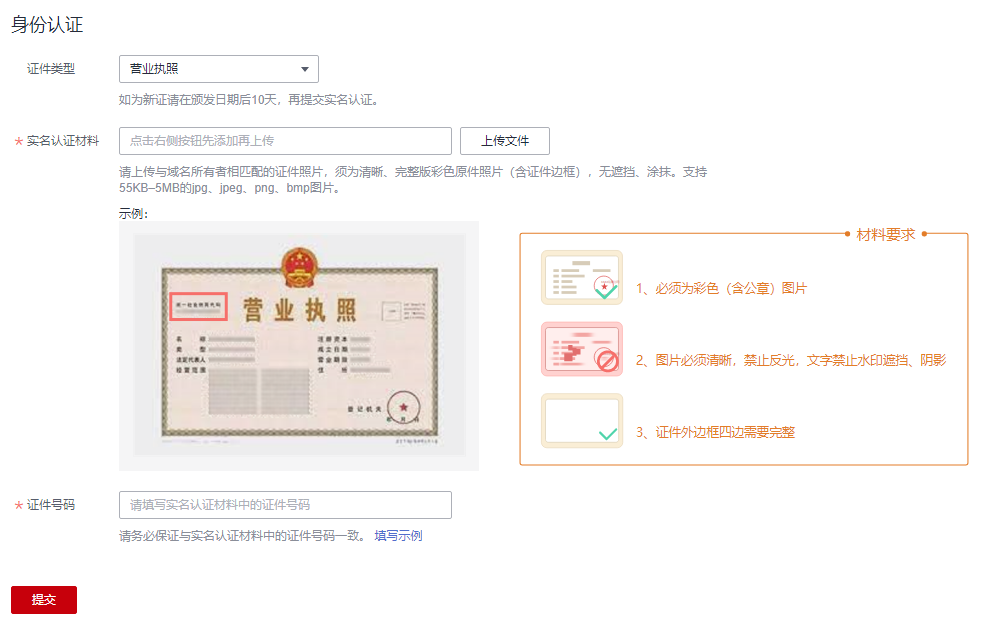 身份认证
证件类型
营业执照
如为新证请在颁发日期后10天，再提交实名认证。
* 实名认证材料
点击右侧按钮先添加再上传
上传文件
请上传与域名所有者相匹配的证件照片，须为清晰、完整版彩色原件照片（含证件边框），无遮挡、涂抹。支持
55KB–5MB的jpg、jpeg、png、bmp图片。
示例：
统一社会信用代码
营业执照
名 称
类 型
法定代表人
经营范围
注册资本
成立日期
营业期限
住 所
登记机关
年 月 日
材料要求
1、必须为彩色（含公章）图片
2、图片必须清晰，禁止反光，文字禁止水印遮挡、阴影
3、证件外边框四边需要完整
* 证件号码
请填写实名认证材料中的证件号码
请务必保证与实名认证材料中的证件号码一致。 填写示例
提交